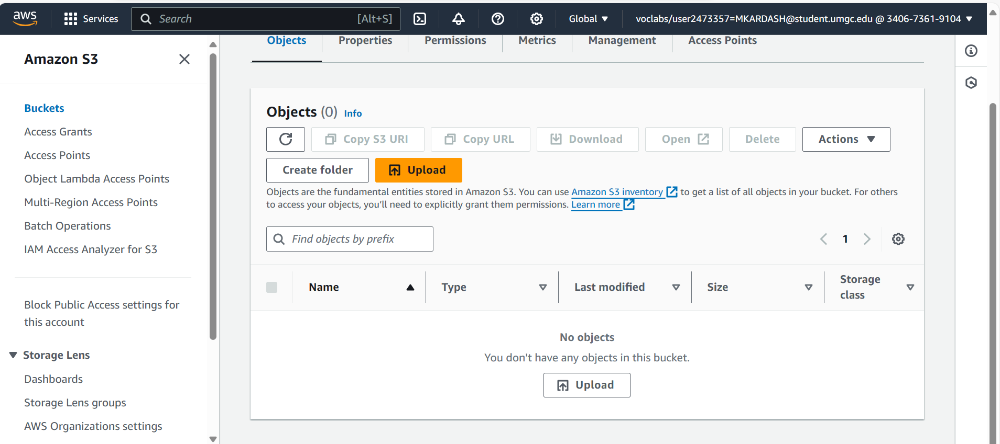 aws
Services
Search [Alt+S]
Global
voclabs/user2473357=MKARDASH@student.umgc.edu @ 3406-7361-9104
Amazon S3
Buckets
Access Grants
Access Points
Object Lambda Access Points
Multi-Region Access Points
Batch Operations
IAM Access Analyzer for S3
Block Public Access settings for
this account
Storage Lens
Dashboards
Storage Lens groups
AWS Organizations settings
Objects Properties Permissions Metrics Management Access Points
Objects (0) Info
Copy S3 URI Copy URL Download Open Delete Actions
Create folder Upload
Objects are the fundamental entities stored in Amazon S3. You can use Amazon S3 inventory to get a list of all objects in your bucket. For others
to access your objects, you’ll need to explicitly grant them permissions. Learn more
Find objects by prefix
1
Name Type Last modified Size Storage
class
No objects
You don't have any objects in this bucket.
Upload